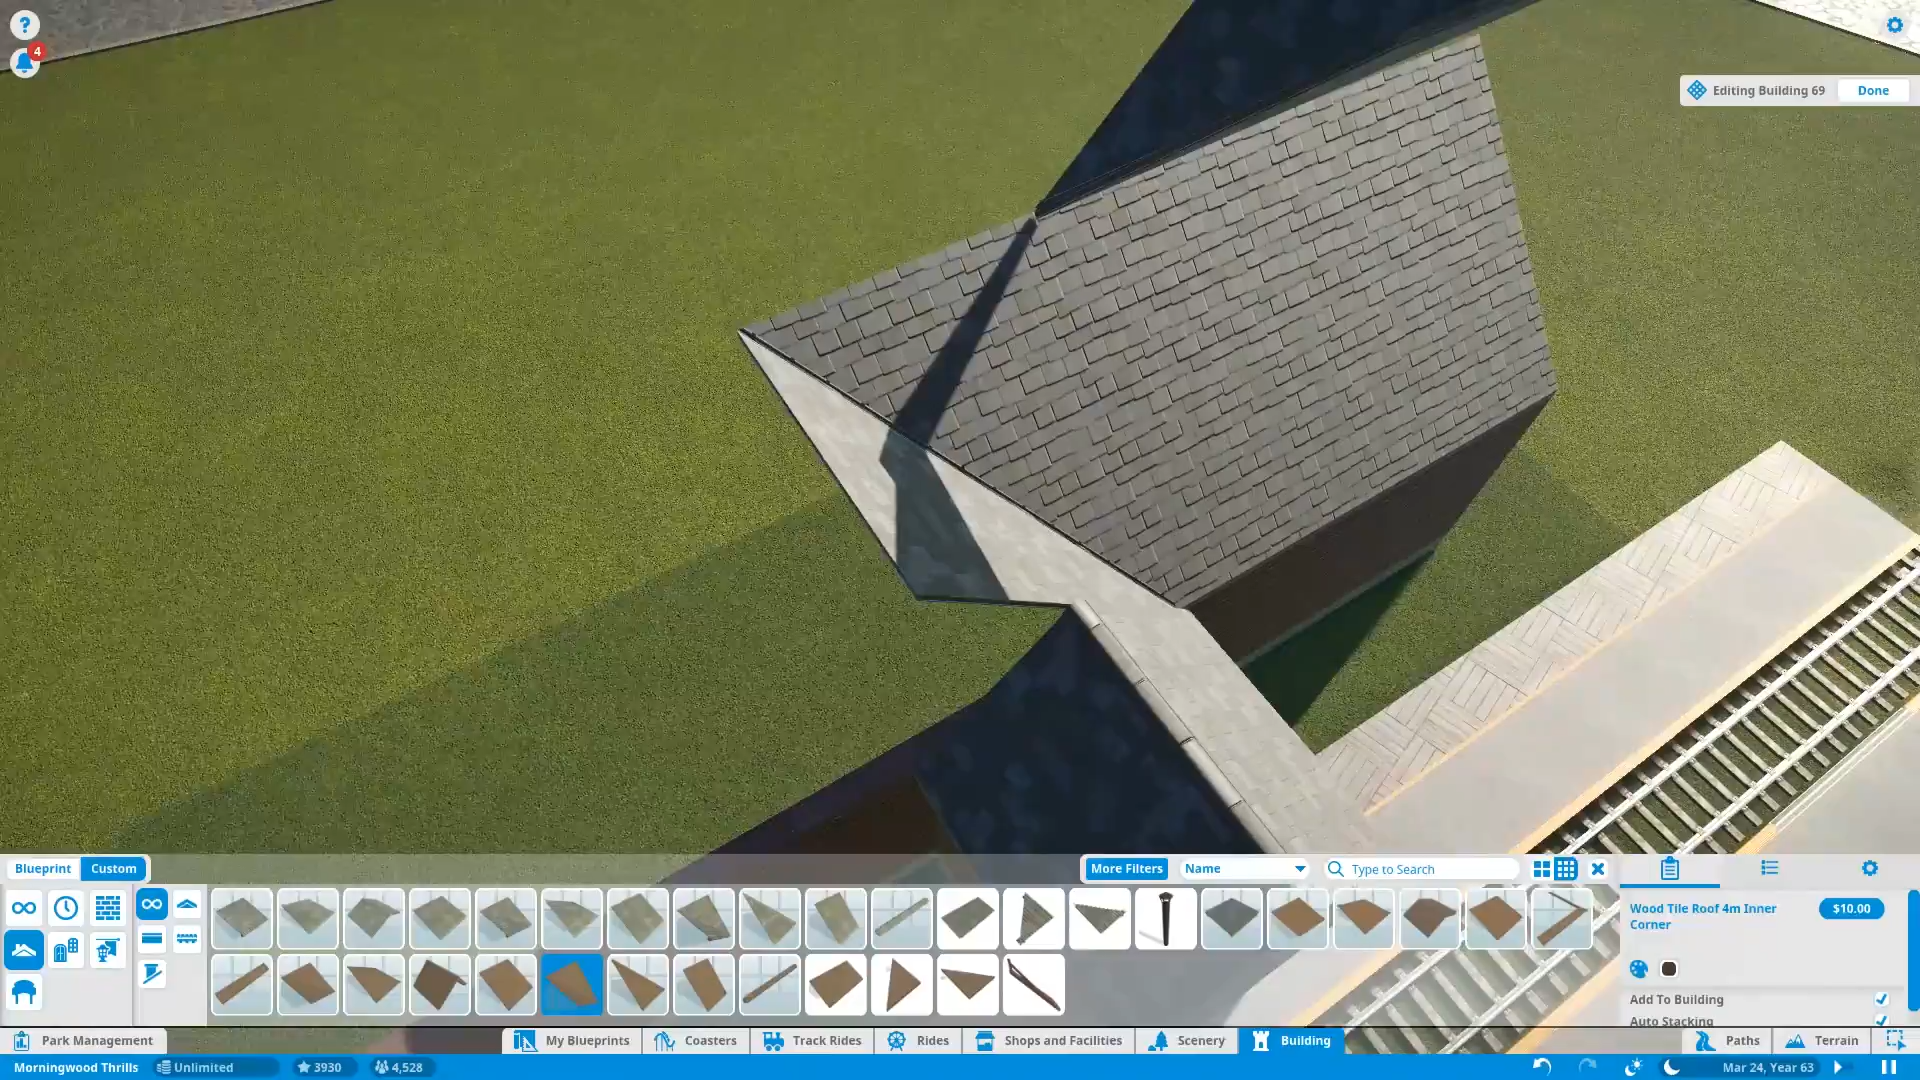 ?
4
Editing Building 69
Done
Blueprint
Custom
More Filters
Name
Type to Search
Wood Tile Roof 4m Inner
Corner
$10.00
Add To Building
Auto Stacking
Park Management
My Blueprints
Coasters
Track Rides
Rides
Shops and Facilities
Scenery
Building
Paths
Terrain
Morningwood Thrills
Unlimited
3930
4,528
Mar 24, Year 63